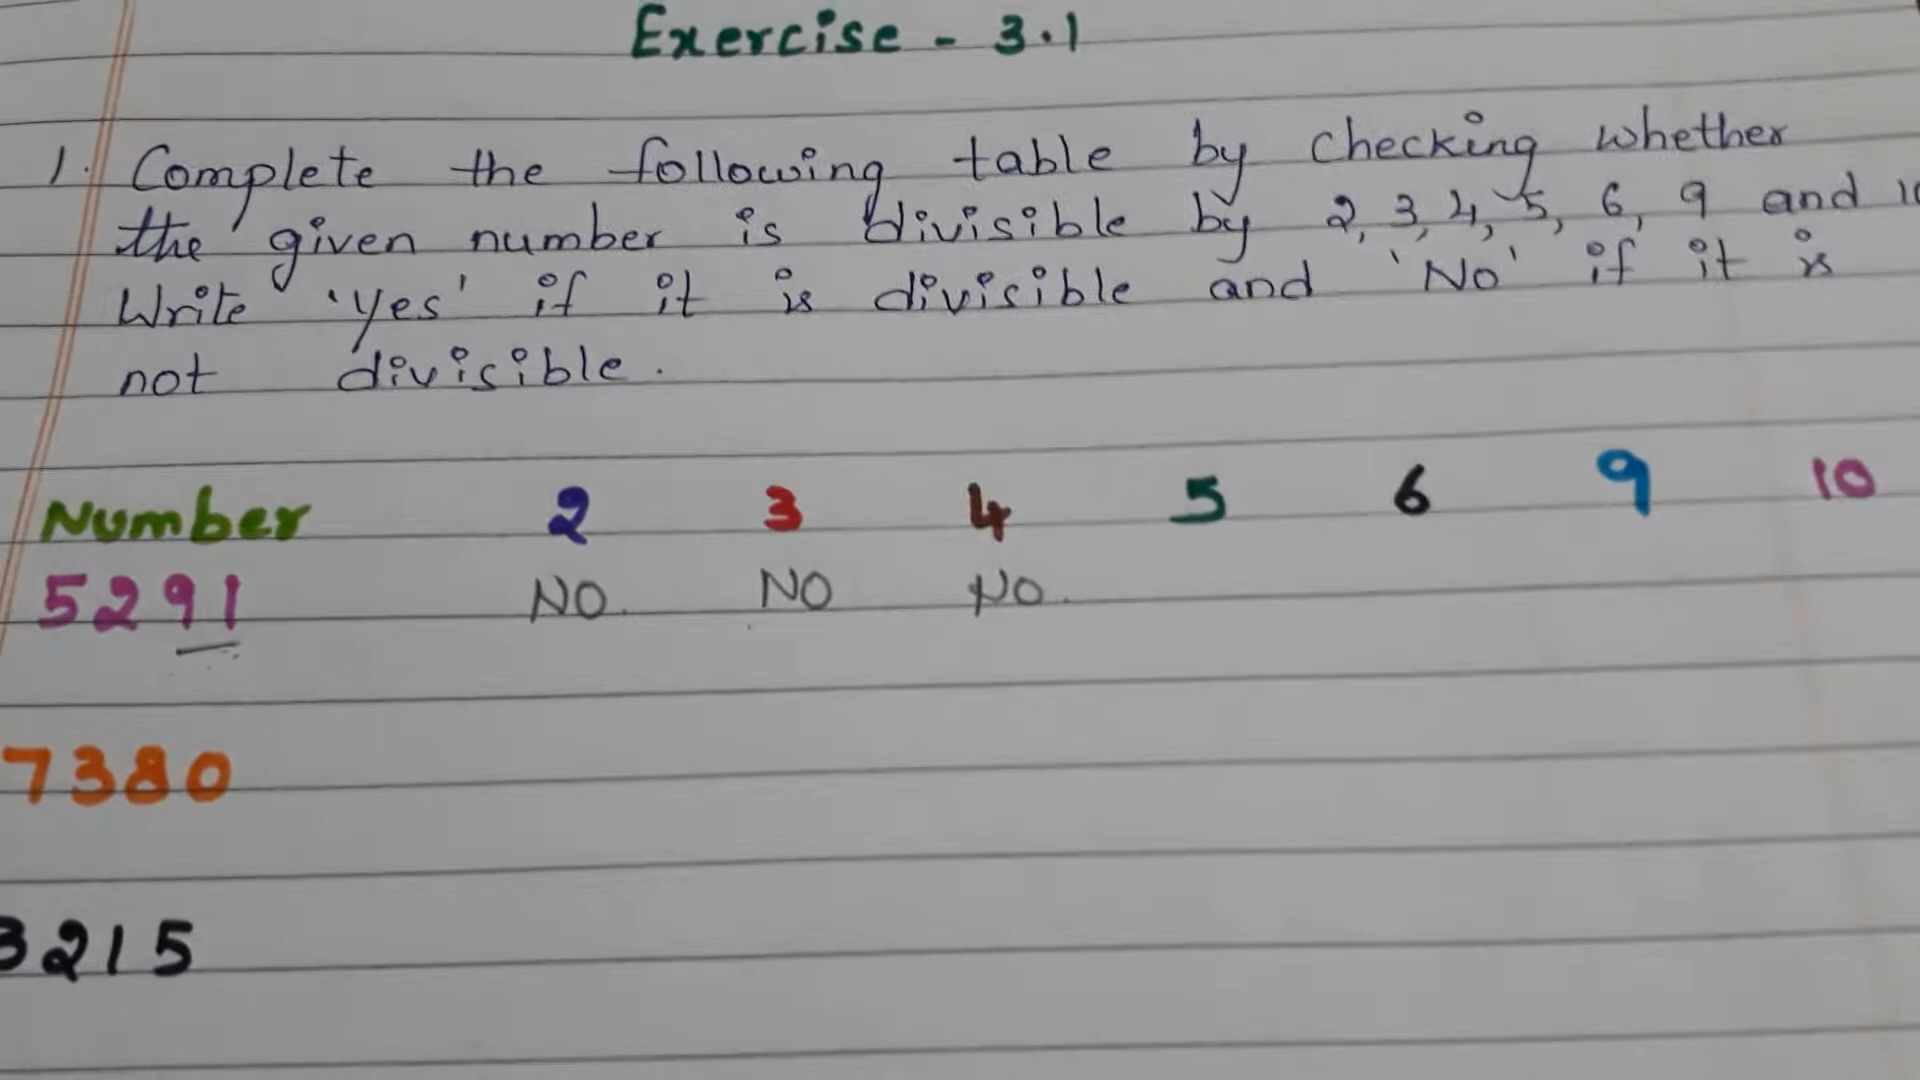 Exercise - 3.1
1. Complete the following table by checking whether
the given number is divisible by 2, 3, 4, 5, 6, 9 and 10
Write 'yes' if it is divisible and 'No' if it is
not divisible.
Number 2 3 4 5 6 9 10
5291 NO. NO NO.
7380
3215